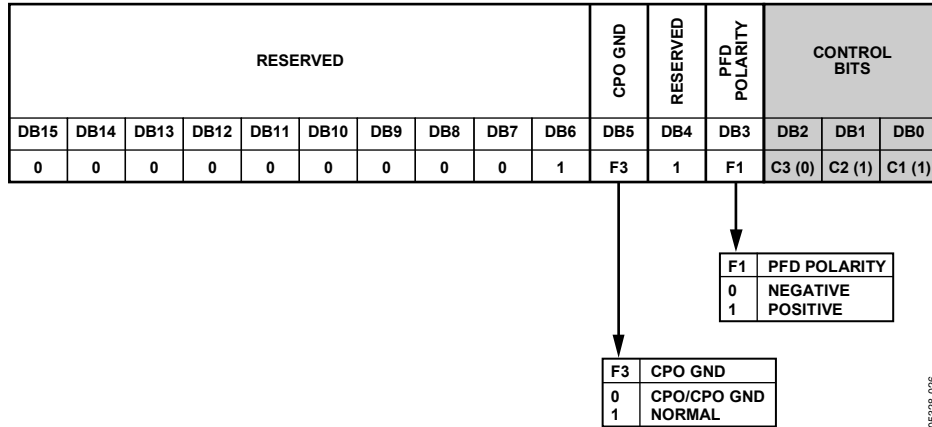 RESERVED
CPO GND
RESERVED
PFD
POLARITY
CONTROL
BITS
DB15 DB14 DB13 DB12 DB11 DB10 DB9 DB8 DB7 DB6 DB5 DB4 DB3 DB2 DB1 DB0
0 0 0 0 0 0 0 0 0 1 F3 1 F1 C3 (0) C2 (1) C1 (1)
F1 PFD POLARITY
0 NEGATIVE
1 POSITIVE
F3 CPO GND
0 CPO/CPO GND
1 NORMAL
05328-026